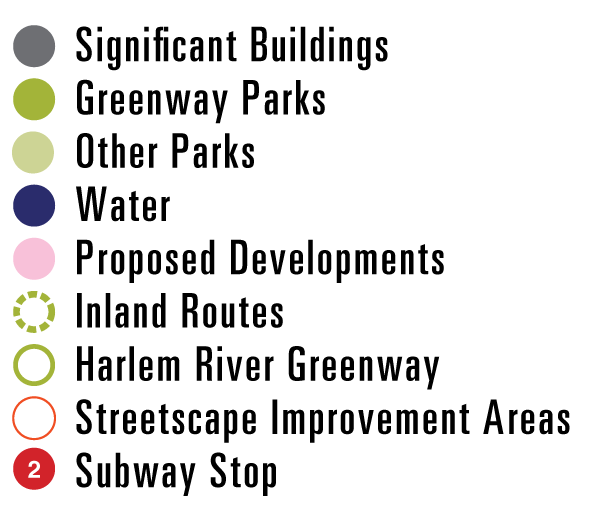 Significant Buildings
Greenway Parks
Other Parks
Water
Proposed Developments
Inland Routes
Harlem River Greenway
Streetscape Improvement Areas
2 Subway Stop